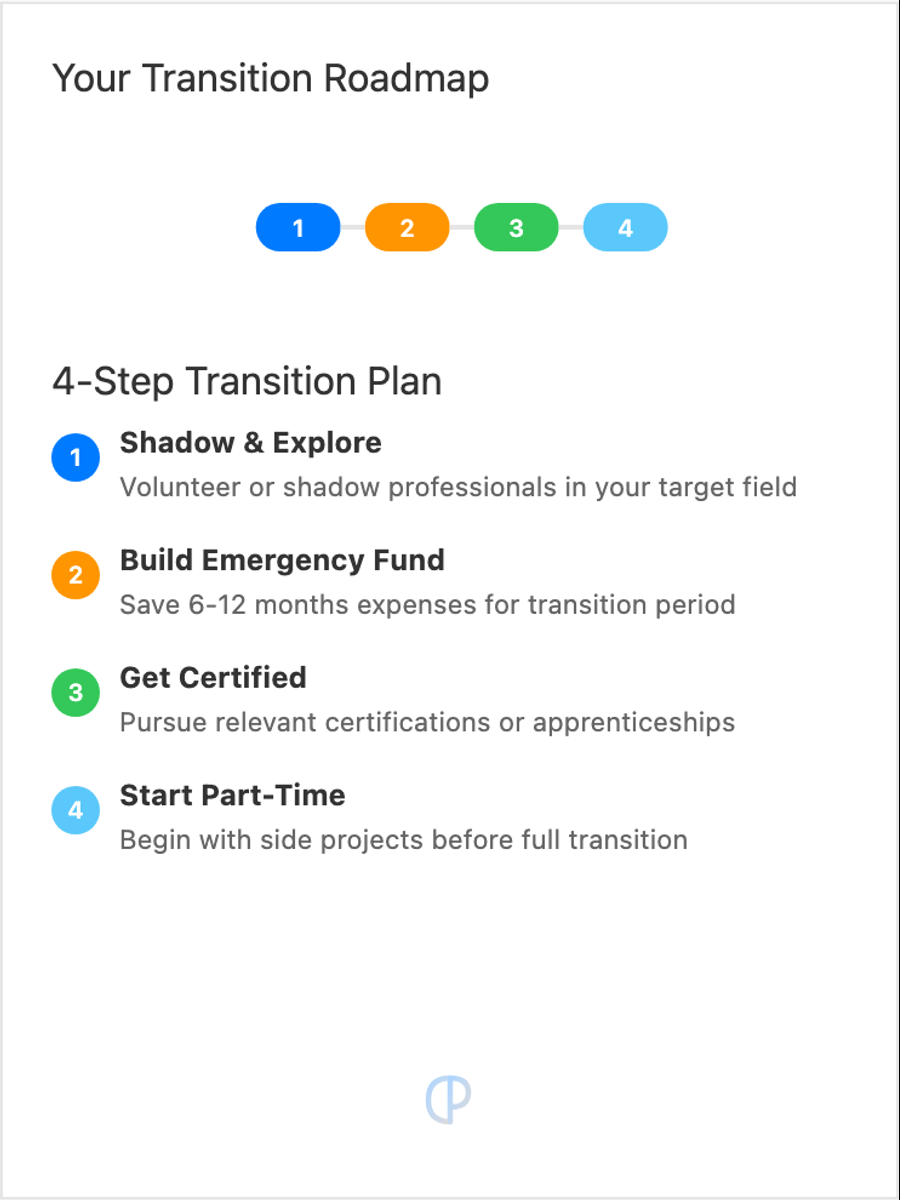 Your Transition Roadmap
1 2 3 4
4-Step Transition Plan
1 Shadow & Explore
Volunteer or shadow professionals in your target field
2 Build Emergency Fund
Save 6-12 months expenses for transition period
3 Get Certified
Pursue relevant certifications or apprenticeships
4 Start Part-Time
Begin with side projects before full transition